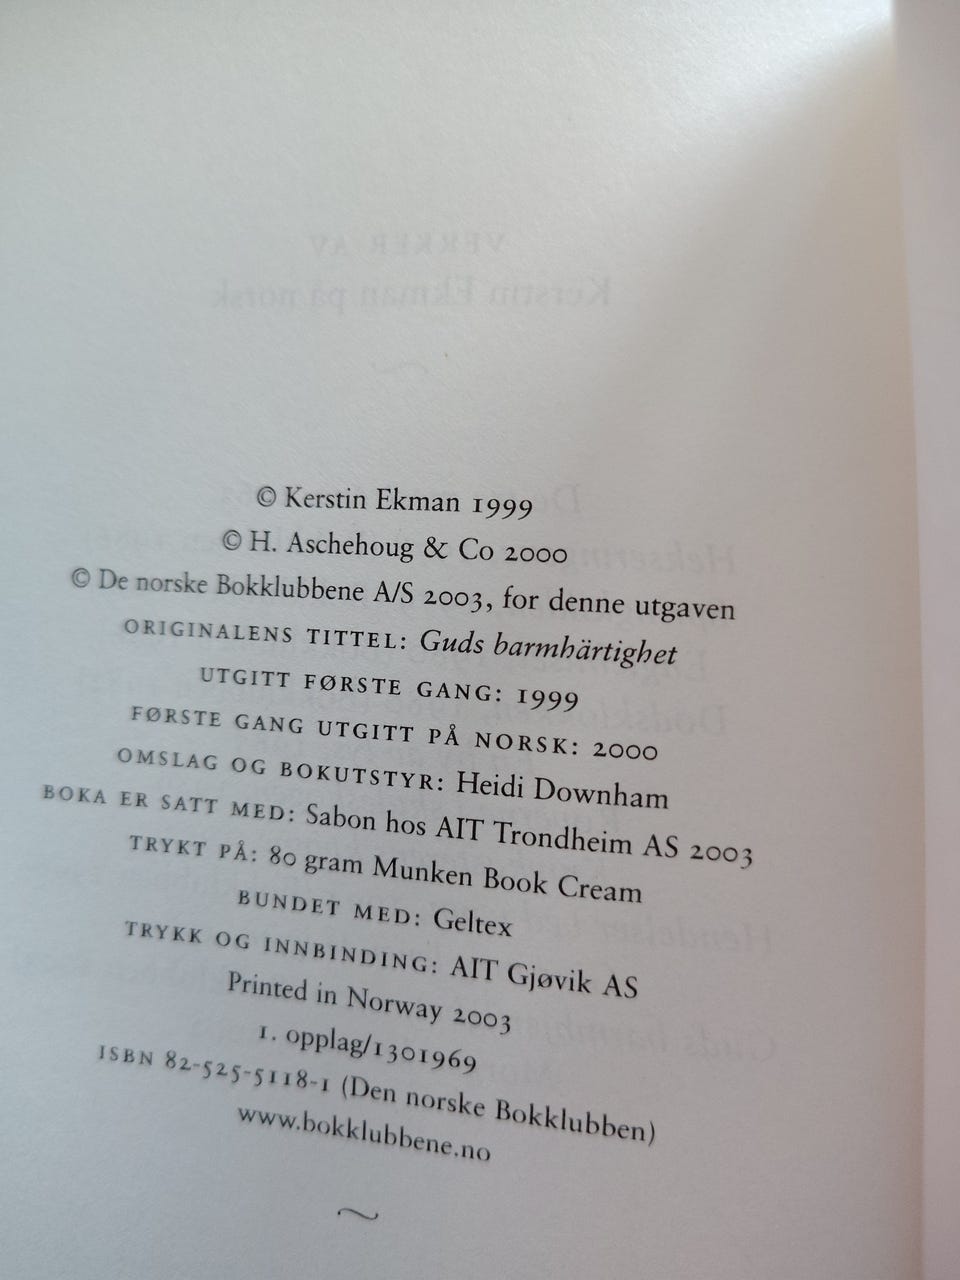 © Kerstin Ekman 1999
© H. Aschehoug & Co 2000
© De norske Bokklubbene A/S 2003, for denne utgaven
ORIGINALENS TITTEL: Guds barmhärtighet
UTGITT FØRSTE GANG: 1999
FØRSTE GANG UTGITT PÅ NORSK: 2000
OMSLAG OG BOKUTSTYR: Heidi Downham
BOKA ER SATT MED: Sabon hos AIT Trondheim AS 2003
TRYKT PÅ: 80 gram Munken Book Cream
BUNDET MED: Geltex
TRYKK OG INNBINDING: AIT Gjøvik AS
Printed in Norway 2003
1. opplag/1301969
ISBN 82-525-5118-1 (Den norske Bokklubben)
www.bokklubbene.no